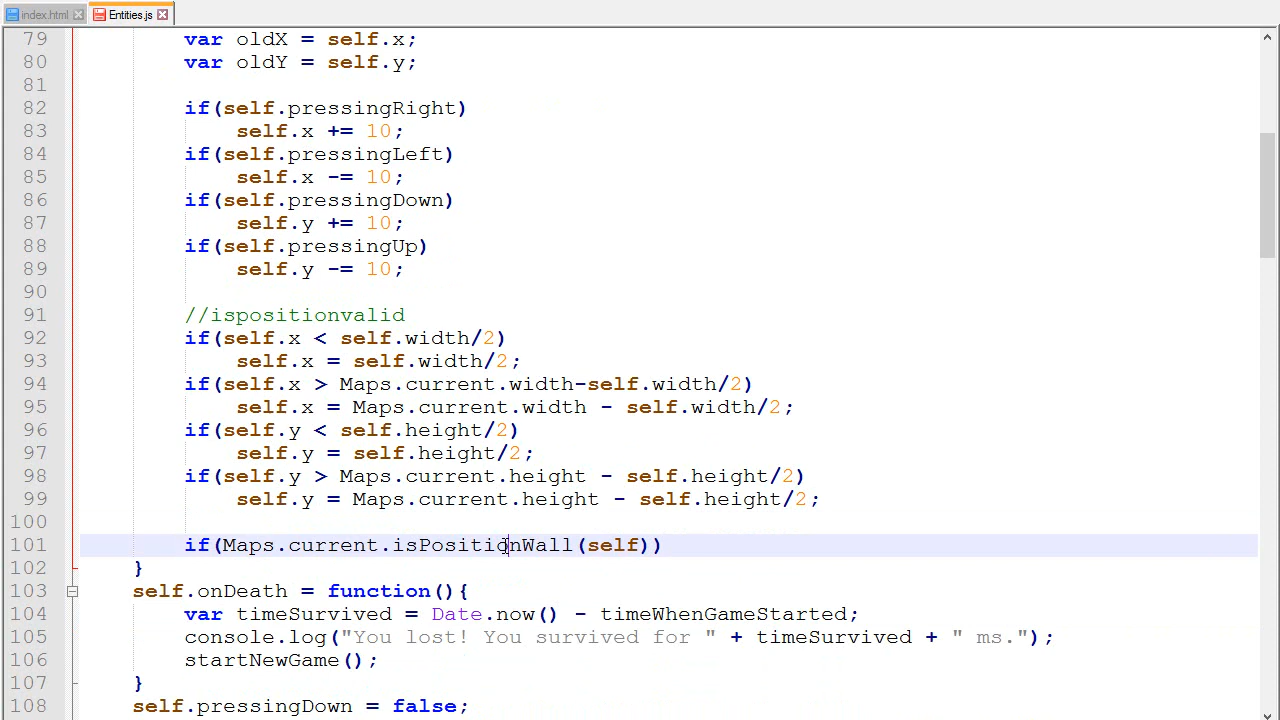 index.html Entities.js
79 var oldX = self.x;
80 var oldY = self.y;
81
82 if(self.pressingRight)
83 self.x += 10;
84 if(self.pressingLeft)
85 self.x -= 10;
86 if(self.pressingDown)
87 self.y += 10;
88 if(self.pressingUp)
89 self.y -= 10;
90
91 //ispositionvalid
92 if(self.x < self.width/2)
93 self.x = self.width/2;
94 if(self.x > Maps.current.width-self.width/2)
95 self.x = Maps.current.width - self.width/2;
96 if(self.y < self.height/2)
97 self.y = self.height/2;
98 if(self.y > Maps.current.height - self.height/2)
99 self.y = Maps.current.height - self.height/2;
100
101 if(Maps.current.isPositionWall(self))
102 }
103 self.onDeath = function(){
104 var timeSurvived = Date.now() - timeWhenGameStarted;
105 console.log("You lost! You survived for " + timeSurvived + " ms.");
106 startNewGame();
107 }
108 self.pressingDown = false;